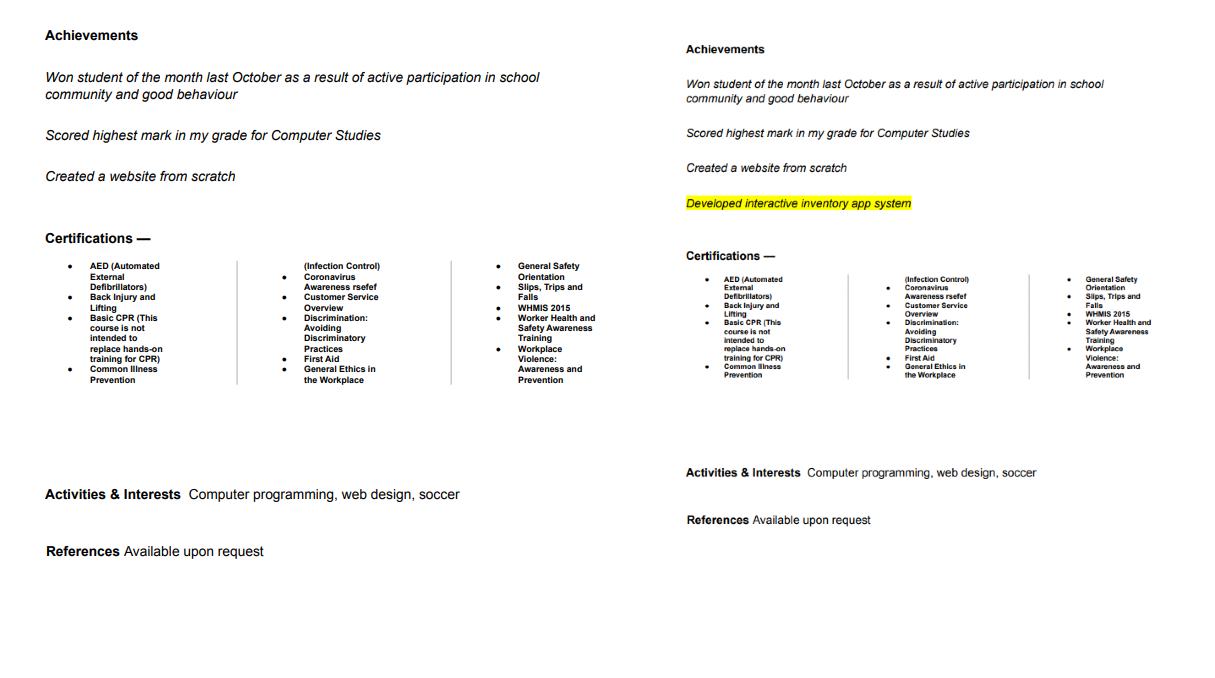 Achievements
Won student of the month last October as a result of active participation in school
community and good behaviour
Scored highest mark in my grade for Computer Studies
Created a website from scratch
Certifications —
● AED (Automated
External
Defibrillators)
● Back Injury and
Lifting
● Basic CPR (This
course is not
intended to
replace hands-on
training for CPR)
● Common Illness
Prevention
(Infection Control)
● Coronavirus
Awareness rsefef
● Customer Service
Overview
● Discrimination:
Avoiding
Discriminatory
Practices
● First Aid
● General Ethics in
the Workplace
● General Safety
Orientation
● Slips, Trips and
Falls
● WHMIS 2015
● Worker Health and
Safety Awareness
Training
● Workplace
Violence:
Awareness and
Prevention
Activities & Interests Computer programming, web design, soccer
References Available upon request
Achievements
Won student of the month last October as a result of active participation in school
community and good behaviour
Scored highest mark in my grade for Computer Studies
Created a website from scratch
Developed interactive inventory app system
Certifications —
● AED (Automated
External
Defibrillators)
● Back Injury and
Lifting
● Basic CPR (This
course is not
intended to
replace hands-on
training for CPR)
● Common Illness
Prevention
(Infection Control)
● Coronavirus
Awareness rsefef
● Customer Service
Overview
● Discrimination:
Avoiding
Discriminatory
Practices
● First Aid
● General Ethics in
the Workplace
● General Safety
Orientation
● Slips, Trips and
Falls
● WHMIS 2015
● Worker Health and
Safety Awareness
Training
● Workplace
Violence:
Awareness and
Prevention
Activities & Interests Computer programming, web design, soccer
References Available upon request